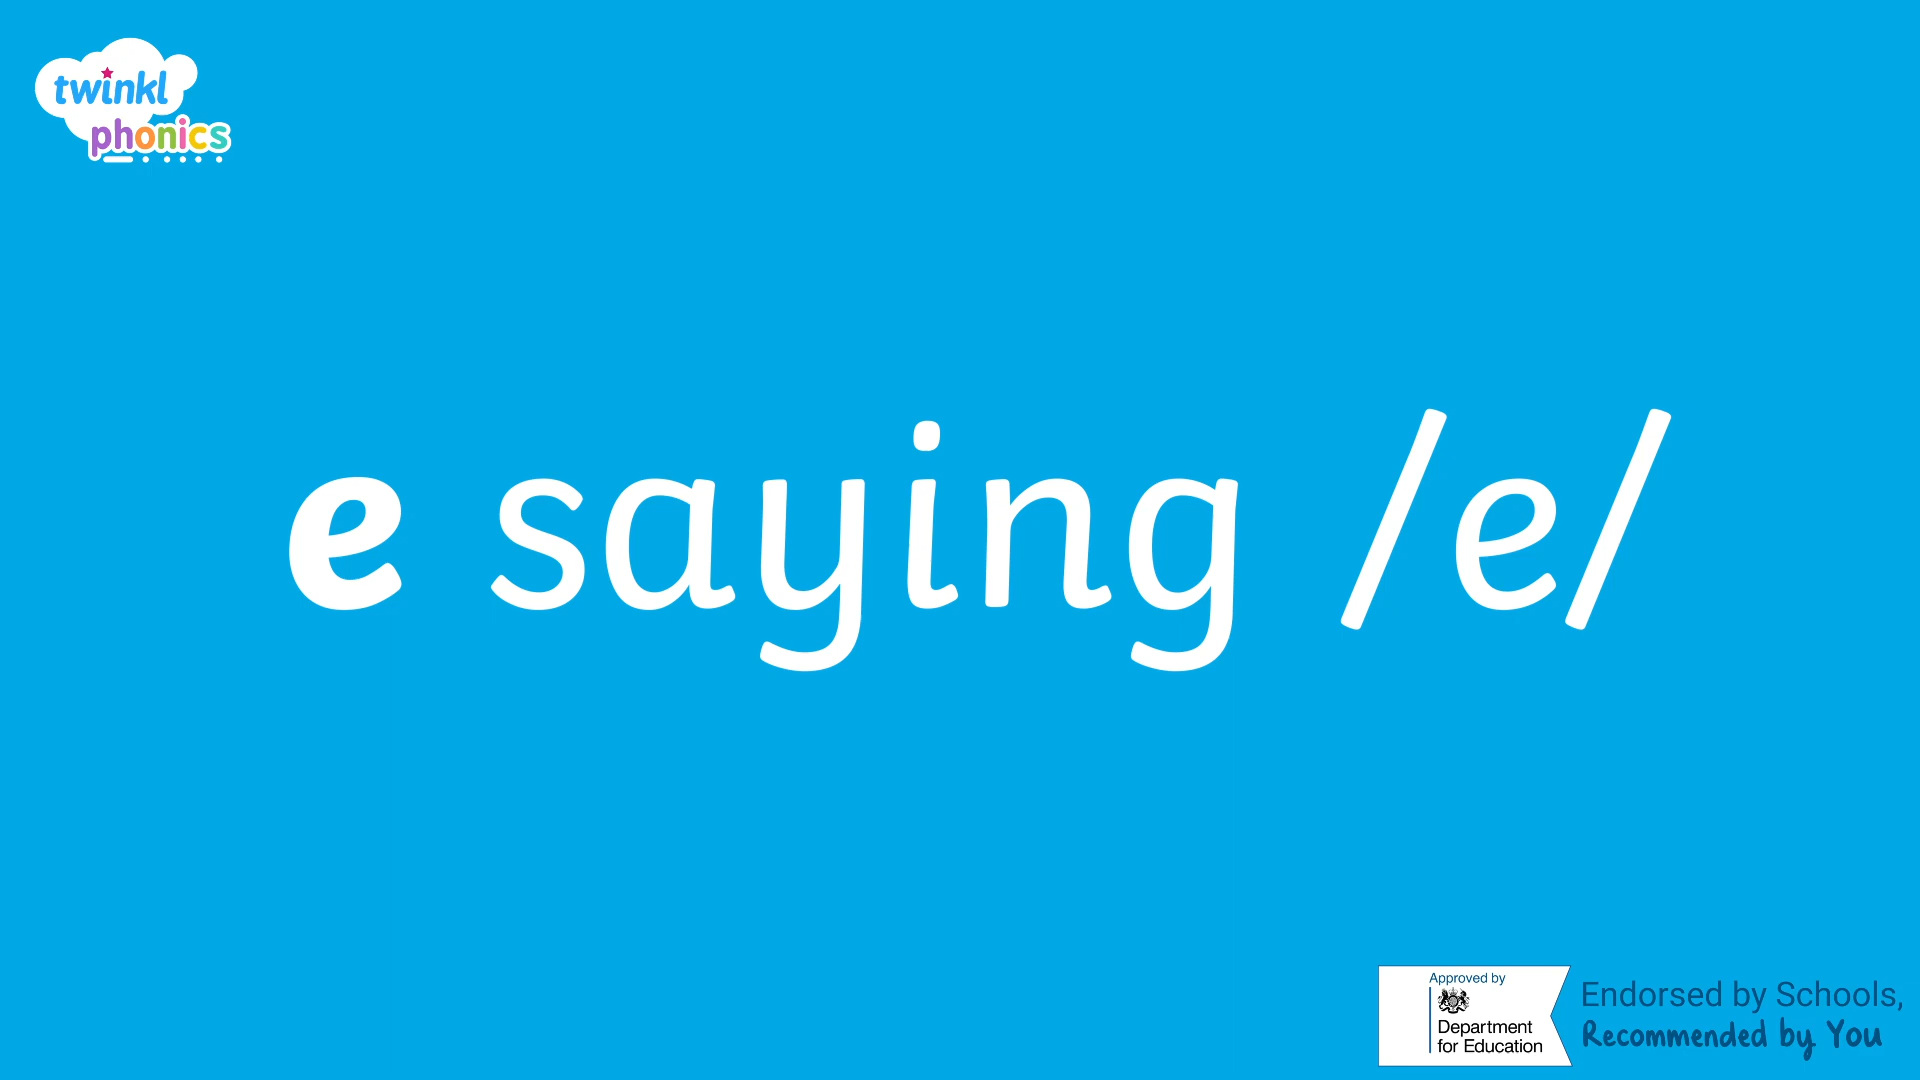 twinkl
phonics
e saying /e/
Approved by
Department
for Education
Endorsed by Schools,
Recommended by You